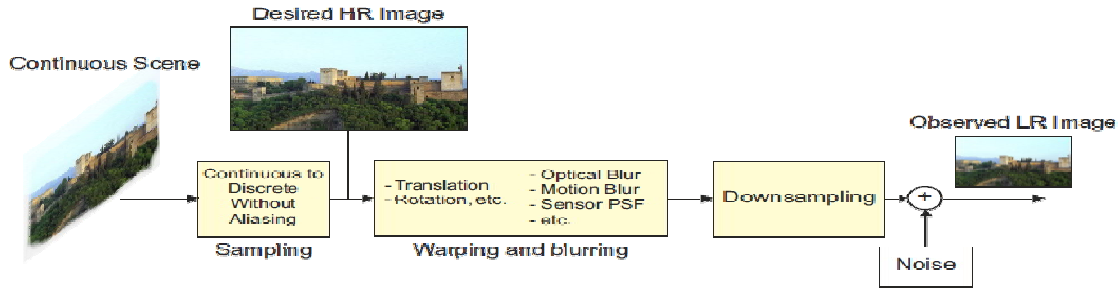 Desired HR Image
Continuous Scene
Observed LR Image
Continuous to
Discrete
Without
Aliasing
- Translation
- Rotation, etc.
- Optical Blur
- Motion Blur
- Sensor PSF
- etc.
Downsampling
+
Sampling
Warping and blurring
Noise